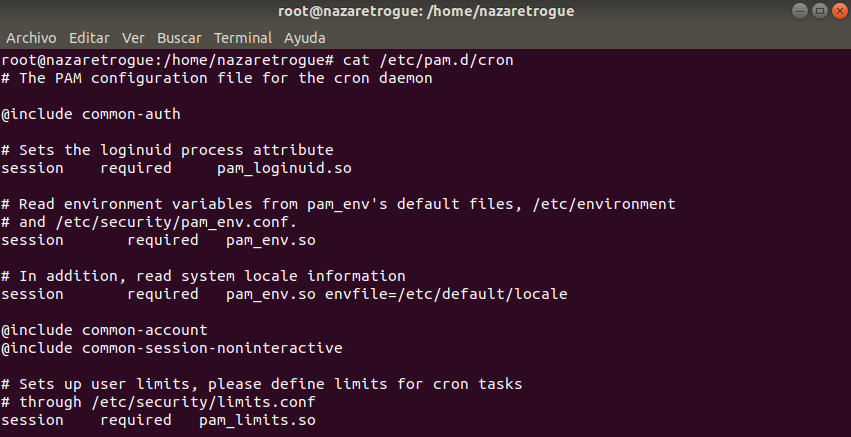 root@nazaretrogue: /home/nazaretrogue
Archivo Editar Ver Buscar Terminal Ayuda
root@nazaretrogue:/home/nazaretrogue# cat /etc/pam.d/cron
# The PAM configuration file for the cron daemon
@include common-auth
# Sets the loginuid process attribute
session    required     pam_loginuid.so
# Read environment variables from pam_env's default files, /etc/environment
# and /etc/security/pam_env.conf.
session       required   pam_env.so
# In addition, read system locale information
session       required   pam_env.so envfile=/etc/default/locale
@include common-account
@include common-session-noninteractive
# Sets up user limits, please define limits for cron tasks
# through /etc/security/limits.conf
session    required   pam_limits.so